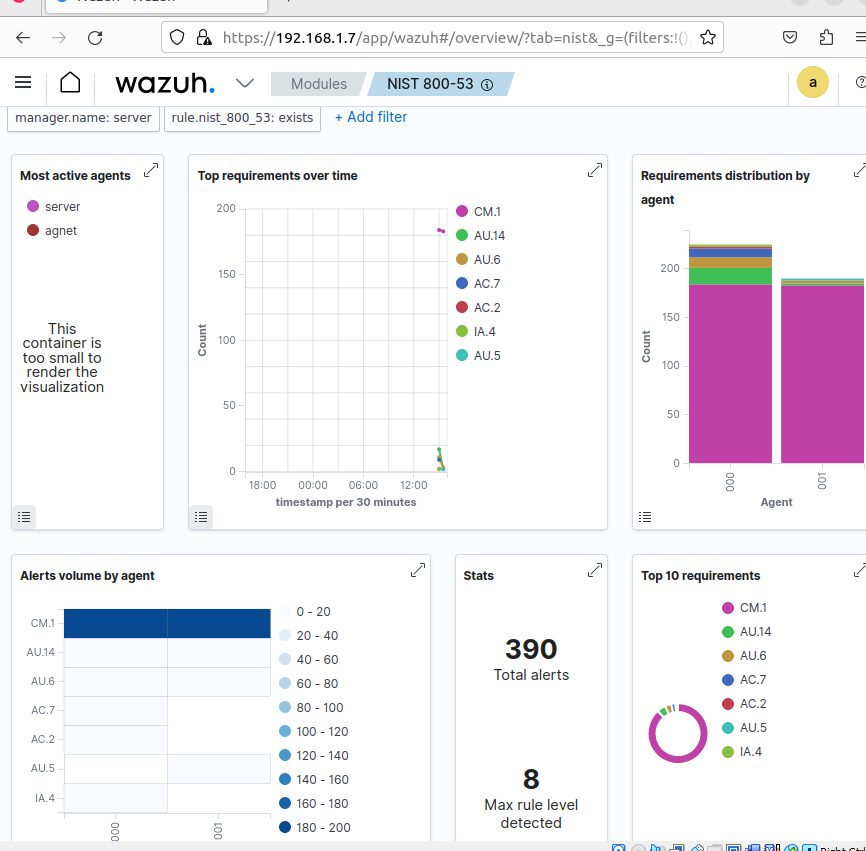 https://192.168.1.7/app/wazuh#/overview/?tab=nist&_g=(filters:!(),
wazuh.
Modules
NIST 800-53
a
manager.name: server
rule.nist_800_53: exists
+ Add filter
Most active agents
server
agnet
This
container is
too small to
render the
visualization
Top requirements over time
200
150
100
50
0
Count
18:00
00:00
06:00
12:00
timestamp per 30 minutes
CM.1
AU.14
AU.6
AC.7
AC.2
IA.4
AU.5
Requirements distribution by
agent
200
150
100
50
0
Count
000
001
Agent
Alerts volume by agent
CM.1
AU.14
AU.6
AC.7
AC.2
AU.5
IA.4
000
001
0 - 20
20 - 40
40 - 60
60 - 80
80 - 100
100 - 120
120 - 140
140 - 160
160 - 180
180 - 200
Stats
390
Total alerts
8
Max rule level
detected
Top 10 requirements
CM.1
AU.14
AU.6
AC.7
AC.2
AU.5
IA.4